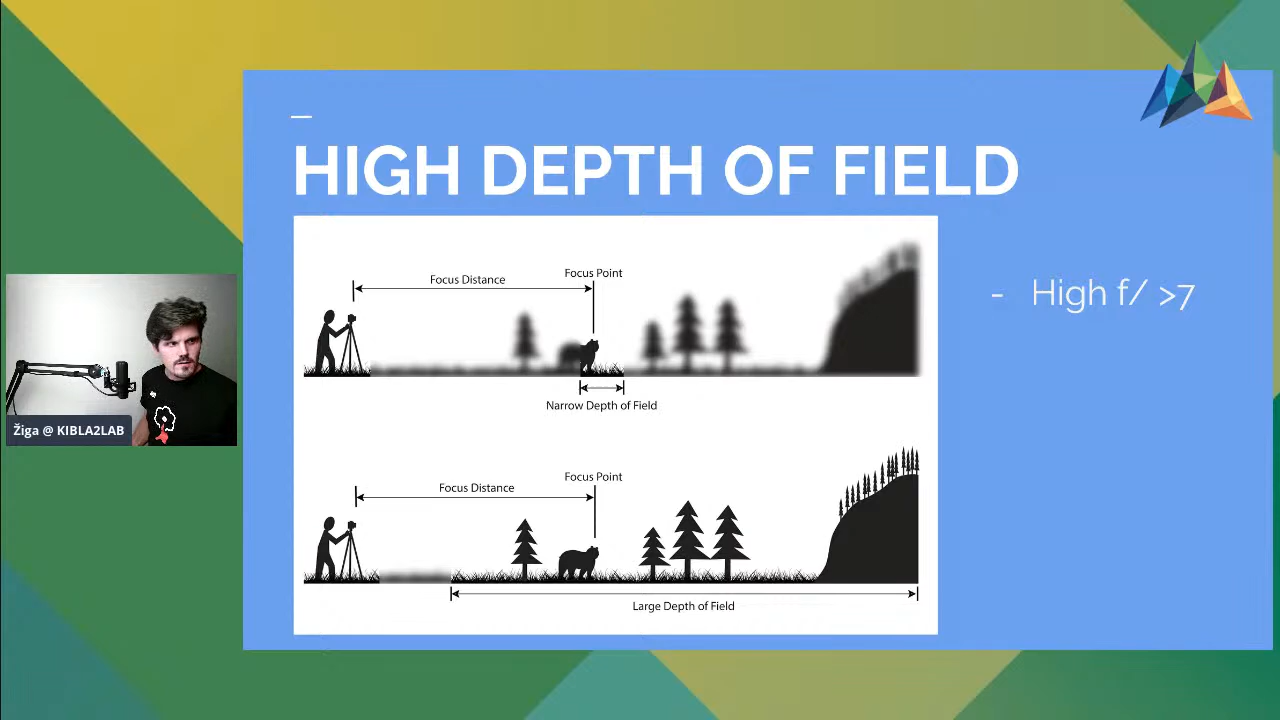 HIGH DEPTH OF FIELD
Focus Distance
Focus Point
Narrow Depth of Field
Focus Distance
Focus Point
Large Depth of Field
- High f/ >7
Žiga @ KIBLA2LAB